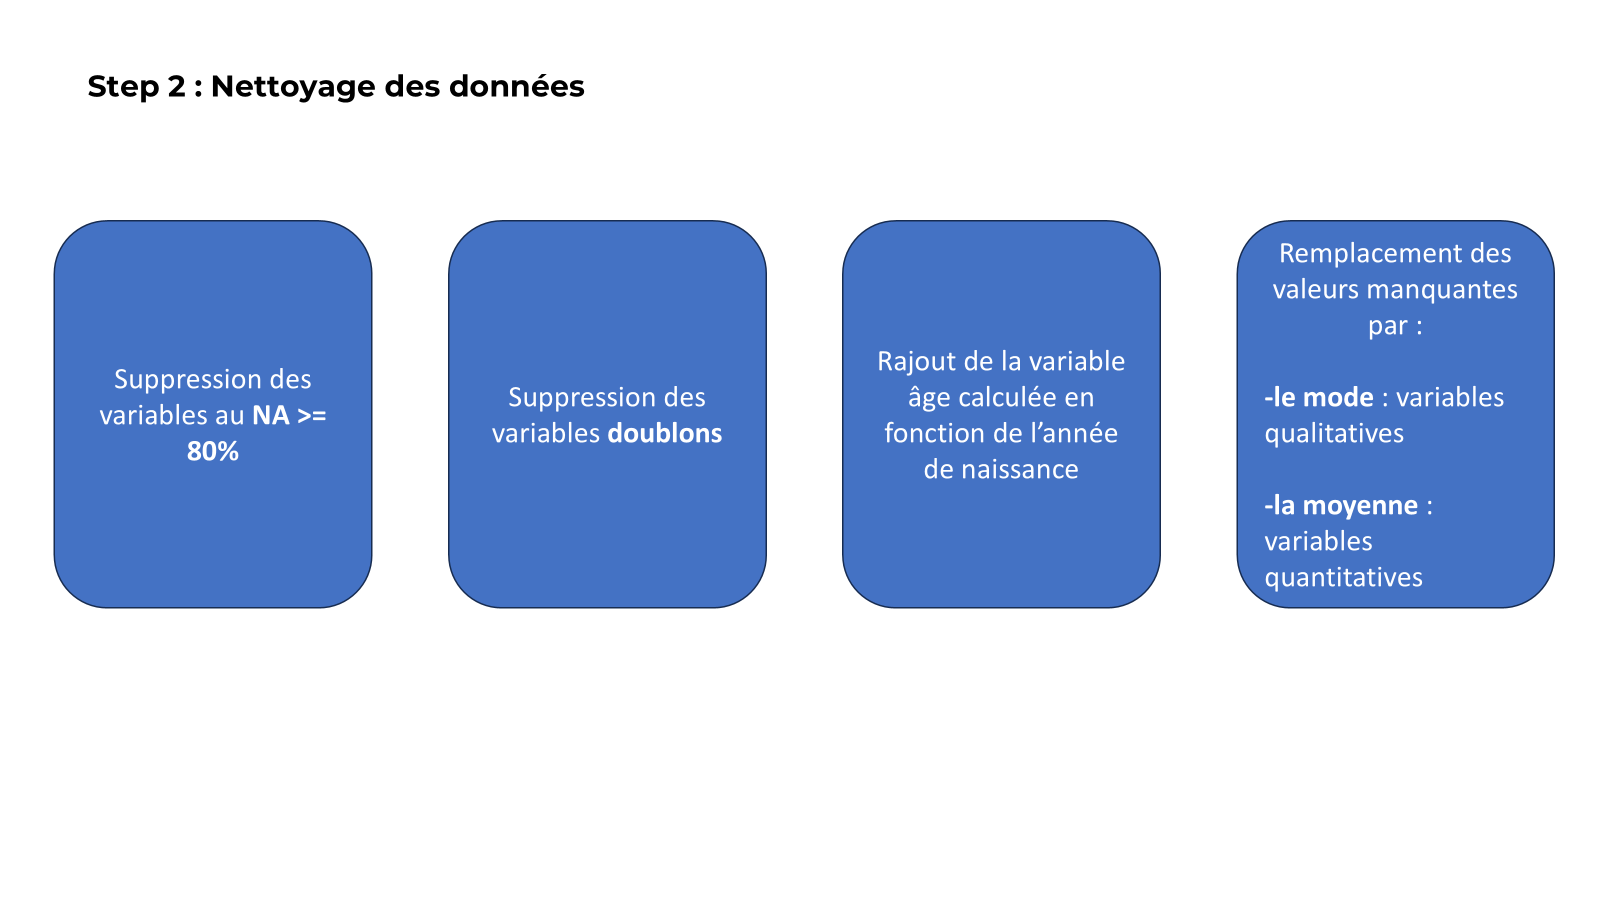 Step 2 : Nettoyage des données
Suppression des
variables au NA >=
80%
Suppression des
variables doublons
Rajout de la variable
âge calculée en
fonction de l’année
de naissance
Remplacement des
valeurs manquantes
par :
-le mode : variables
qualitatives
-la moyenne :
variables
quantitatives